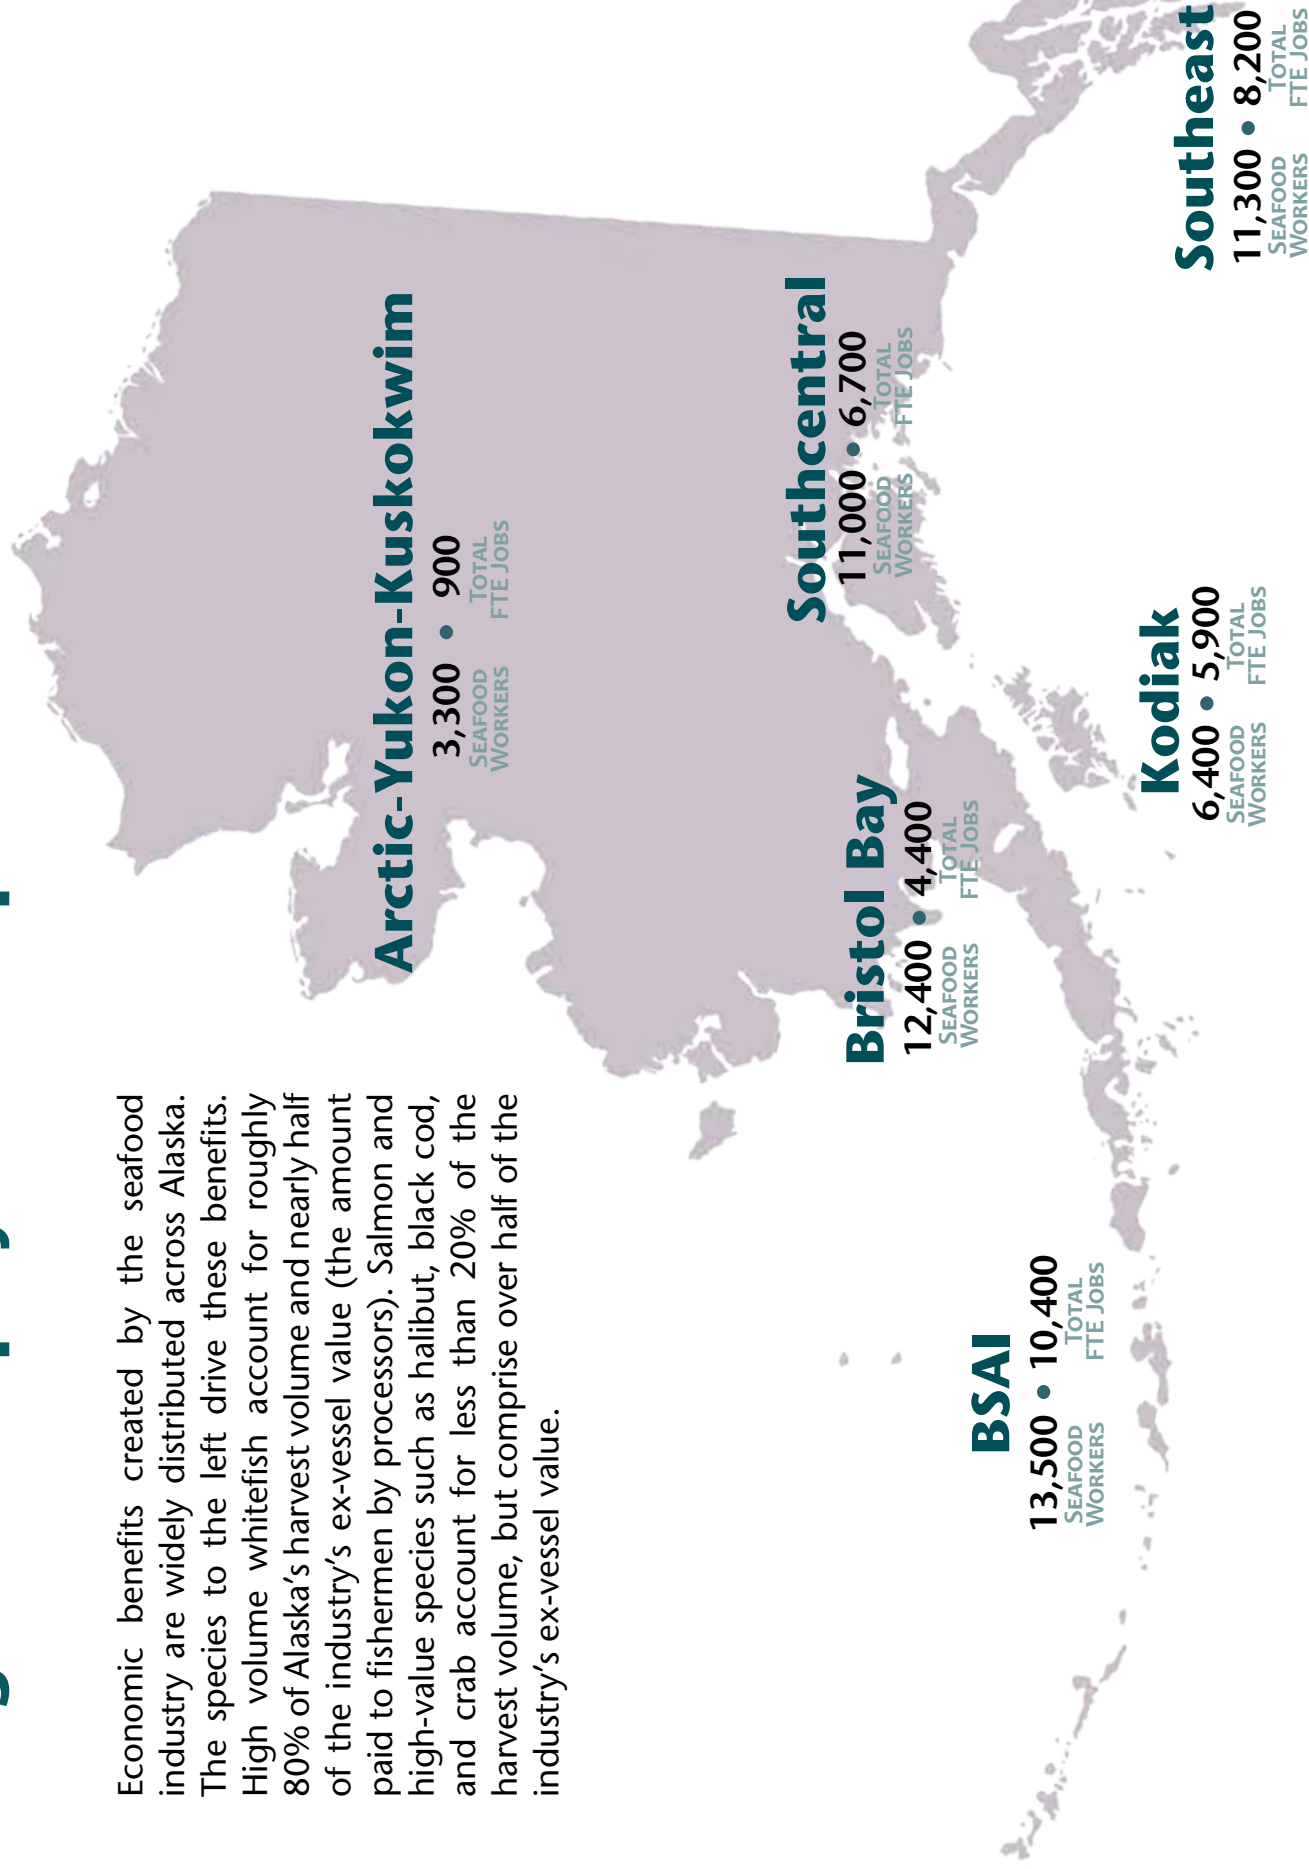 Economic benefits created by the seafood
industry are widely distributed across Alaska.
The species to the left drive these benefits.
High volume whitefish account for roughly
80% of Alaska's harvest volume and nearly half
of the industry's ex-vessel value (the amount
paid to fishermen by processors). Salmon and
high-value species such as halibut, black cod,
and crab account for less than 20% of the
harvest volume, but comprise over half of the
industry's ex-vessel value.
Arctic-Yukon-Kuskokwim
3,300 • 900
SEAFOOD WORKERS
TOTAL FTE JOBS
Southcentral
11,000 • 6,700
SEAFOOD WORKERS
TOTAL FTE JOBS
Bristol Bay
12,400 • 4,400
SEAFOOD WORKERS
TOTAL FTE JOBS
BSAI
13,500 • 10,400
SEAFOOD WORKERS
TOTAL FTE JOBS
Kodiak
6,400 • 5,900
SEAFOOD WORKERS
TOTAL FTE JOBS
Southeast
11,300 • 8,200
SEAFOOD WORKERS
TOTAL FTE JOBS